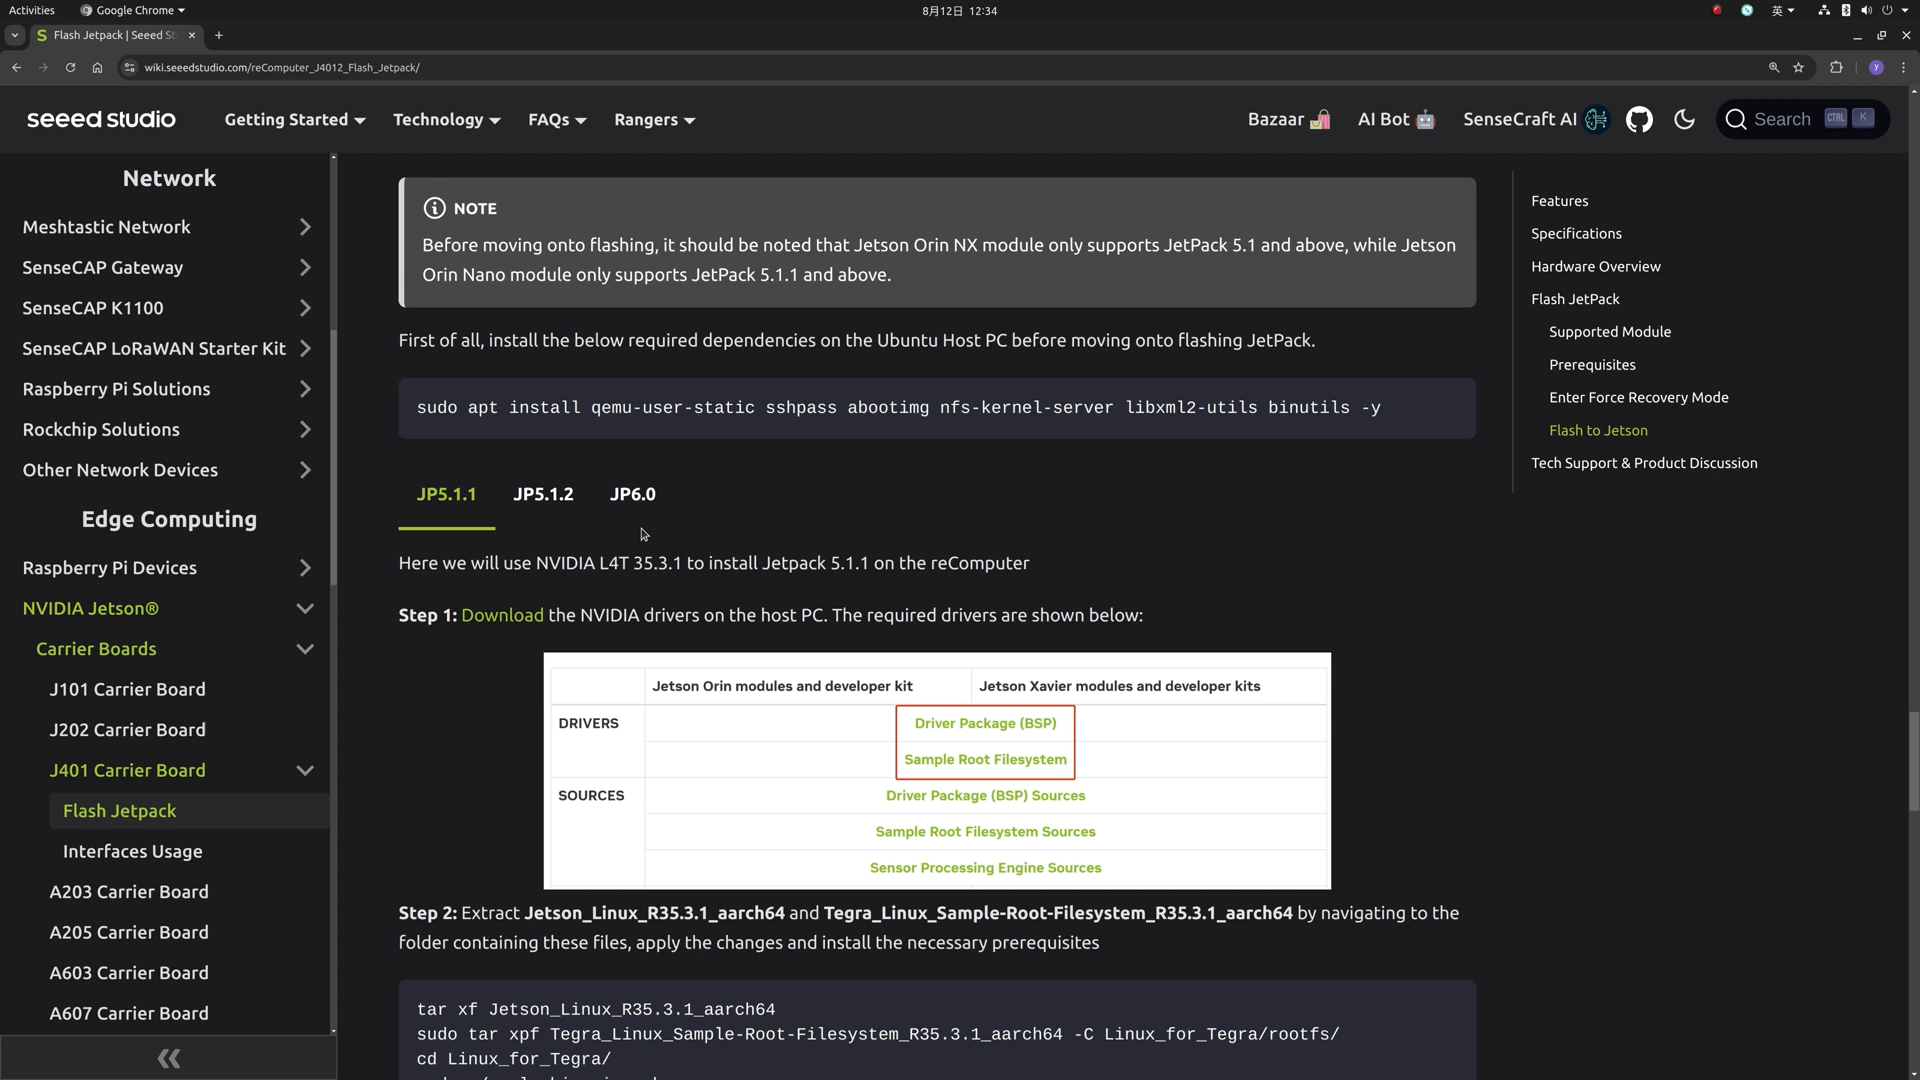 Activities
Google Chrome
8月12日 12:34
英
Flash Jetpack | Seeed St
wiki.seeedstudio.com/reComputer_J4012_Flash_Jetpack/
y
seeed studio
Getting Started
Technology
FAQs
Rangers
Bazaar
AI Bot
SenseCraft AI
Search
CTRL
K
Network
Meshtastic Network
SenseCAP Gateway
SenseCAP K1100
SenseCAP LoRaWAN Starter Kit
Raspberry Pi Solutions
Rockchip Solutions
Other Network Devices
Edge Computing
Raspberry Pi Devices
NVIDIA Jetson®
Carrier Boards
J101 Carrier Board
J202 Carrier Board
J401 Carrier Board
Flash Jetpack
Interfaces Usage
A203 Carrier Board
A205 Carrier Board
A603 Carrier Board
A607 Carrier Board
NOTE
Before moving onto flashing, it should be noted that Jetson Orin NX module only supports JetPack 5.1 and above, while Jetson
Orin Nano module only supports JetPack 5.1.1 and above.
First of all, install the below required dependencies on the Ubuntu Host PC before moving onto flashing JetPack.
sudo apt install qemu-user-static sshpass abootimg nfs-kernel-server libxml2-utils binutils -y
JP5.1.1
JP5.1.2
JP6.0
Here we will use NVIDIA L4T 35.3.1 to install Jetpack 5.1.1 on the reComputer
Step 1: Download the NVIDIA drivers on the host PC. The required drivers are shown below:
Jetson Orin modules and developer kit
Jetson Xavier modules and developer kits
DRIVERS
Driver Package (BSP)
Sample Root Filesystem
SOURCES
Driver Package (BSP) Sources
Sample Root Filesystem Sources
Sensor Processing Engine Sources
Step 2: Extract Jetson_Linux_R35.3.1_aarch64 and Tegra_Linux_Sample-Root-Filesystem_R35.3.1_aarch64 by navigating to the
folder containing these files, apply the changes and install the necessary prerequisites
tar xf Jetson_Linux_R35.3.1_aarch64
sudo tar xpf Tegra_Linux_Sample-Root-Filesystem_R35.3.1_aarch64 -C Linux_for_Tegra/rootfs/
cd Linux_for_Tegra/
Features
Specifications
Hardware Overview
Flash JetPack
Supported Module
Prerequisites
Enter Force Recovery Mode
Flash to Jetson
Tech Support & Product Discussion